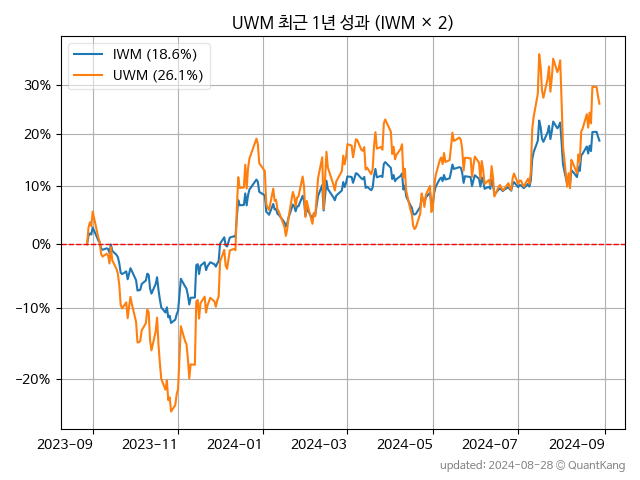 UWM 최근 1년 성과 (IWM × 2)
IWM (18.6%)
UWM (26.1%)
30%
20%
10%
0%
−10%
−20%
2023-09 2023-11 2024-01 2024-03 2024-05 2024-07 2024-09
updated: 2024-08-28 © QuantKang